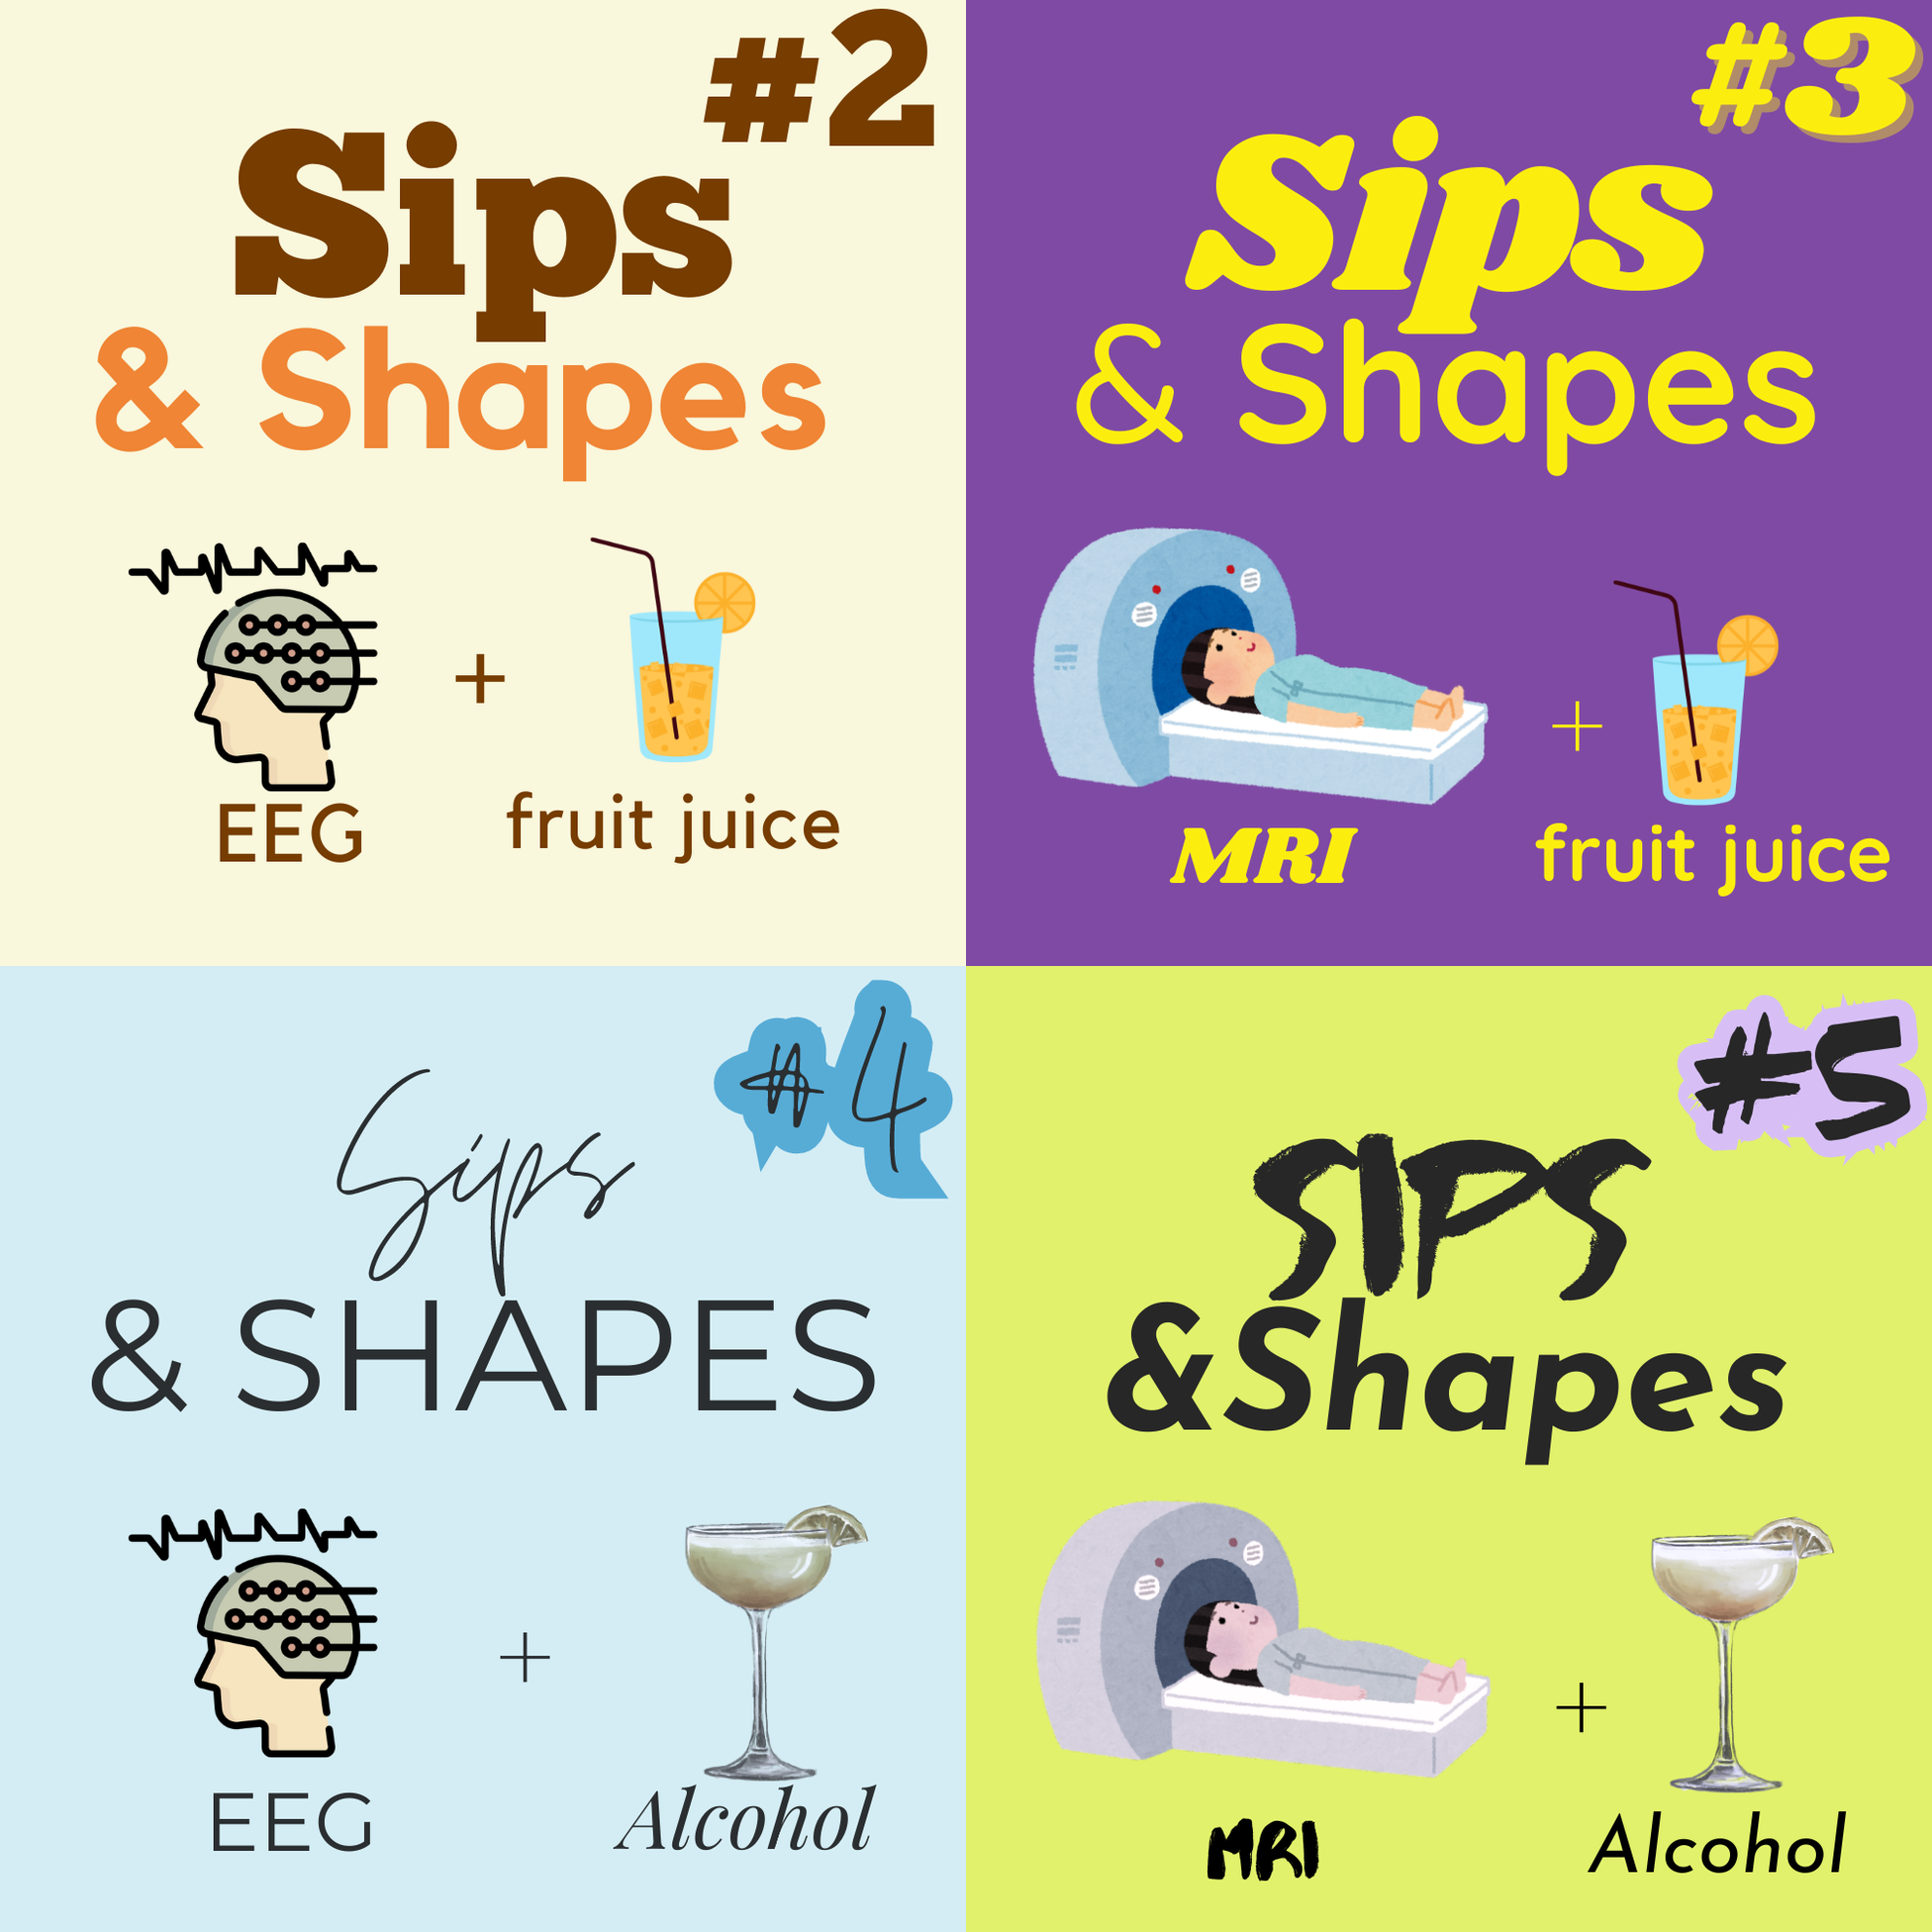 #2
Sips
& Shapes
+
EEG
fruit juice
#3
Sips
& Shapes
+
MRI
fruit juice
#4
Sips
& SHAPES
+
EEG
Alcohol
#5
SIPS
&Shapes
+
MRI
Alcohol